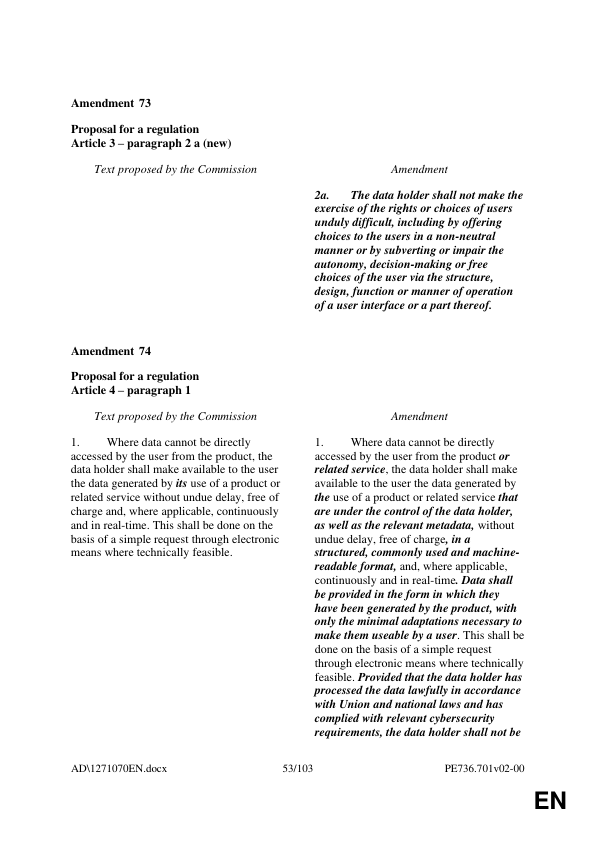 Amendment 73
Proposal for a regulation
Article 3 – paragraph 2 a (new)
Text proposed by the Commission
Amendment
2a. The data holder shall not make the
exercise of the rights or choices of users
unduly difficult, including by offering
choices to the users in a non-neutral
manner or by subverting or impair the
autonomy, decision-making or free
choices of the user via the structure,
design, function or manner of operation
of a user interface or a part thereof.
Amendment 74
Proposal for a regulation
Article 4 – paragraph 1
Text proposed by the Commission
Amendment
1. Where data cannot be directly
accessed by the user from the product, the
data holder shall make available to the user
the data generated by its use of a product or
related service without undue delay, free of
charge and, where applicable, continuously
and in real-time. This shall be done on the
basis of a simple request through electronic
means where technically feasible.
1. Where data cannot be directly
accessed by the user from the product or
related service, the data holder shall make
available to the user the data generated by
the use of a product or related service that
are under the control of the data holder,
as well as the relevant metadata, without
undue delay, free of charge, in a
structured, commonly used and machine-
readable format, and, where applicable,
continuously and in real-time. Data shall
be provided in the form in which they
have been generated by the product, with
only the minimal adaptations necessary to
make them useable by a user. This shall be
done on the basis of a simple request
through electronic means where technically
feasible. Provided that the data holder has
processed the data lawfully in accordance
with Union and national laws and has
complied with relevant cybersecurity
requirements, the data holder shall not be
AD\1271070EN.docx
53/103
PE736.701v02-00
EN